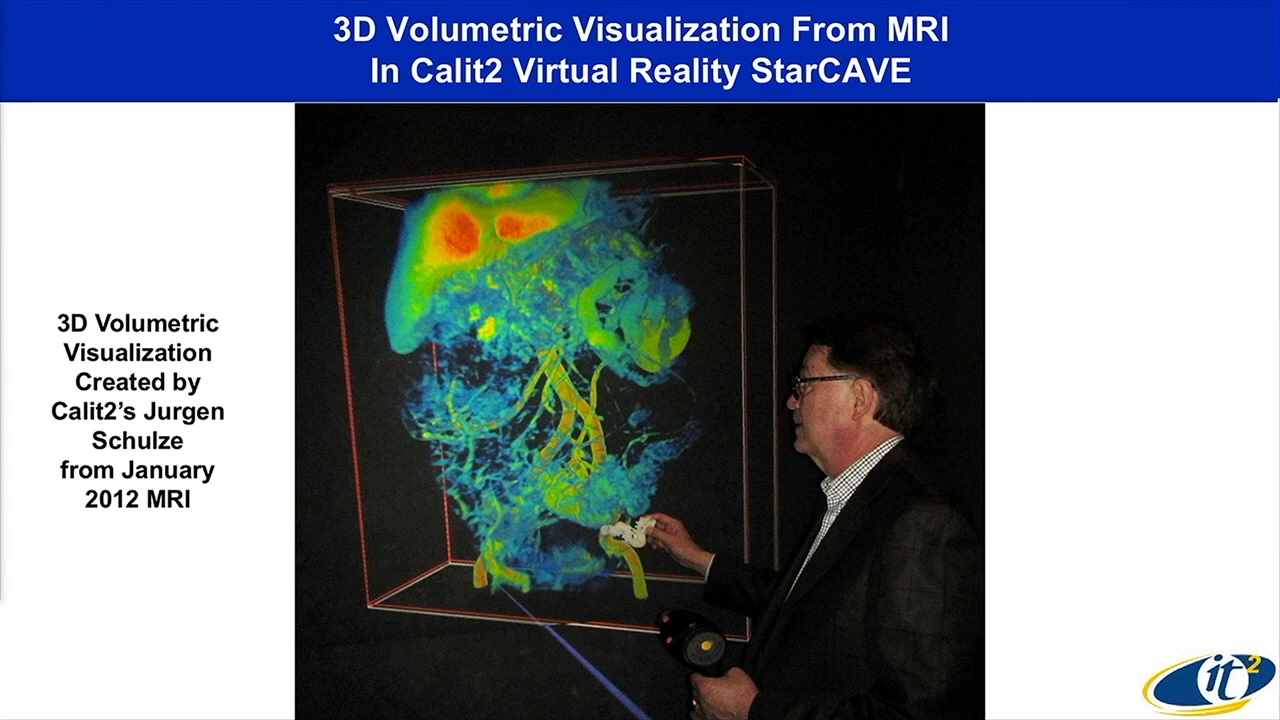 3D Volumetric Visualization From MRI
In Calit2 Virtual Reality StarCAVE
3D Volumetric
Visualization
Created by
Calit2’s Jurgen
Schulze
from January
2012 MRI
it2